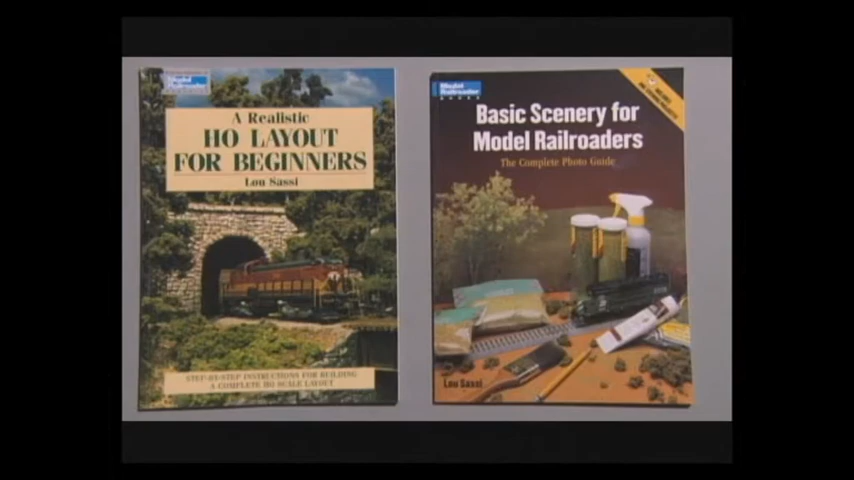 Model
Railroader
A Realistic
HO LAYOUT
FOR BEGINNERS
Lou Sassi
STEP-BY-STEP INSTRUCTIONS FOR BUILDING
A COMPLETE HO SCALE LAYOUT
Model
Railroader
BOOKS
Basic Scenery for
Model Railroaders
The Complete Photo Guide
Lou Sassi